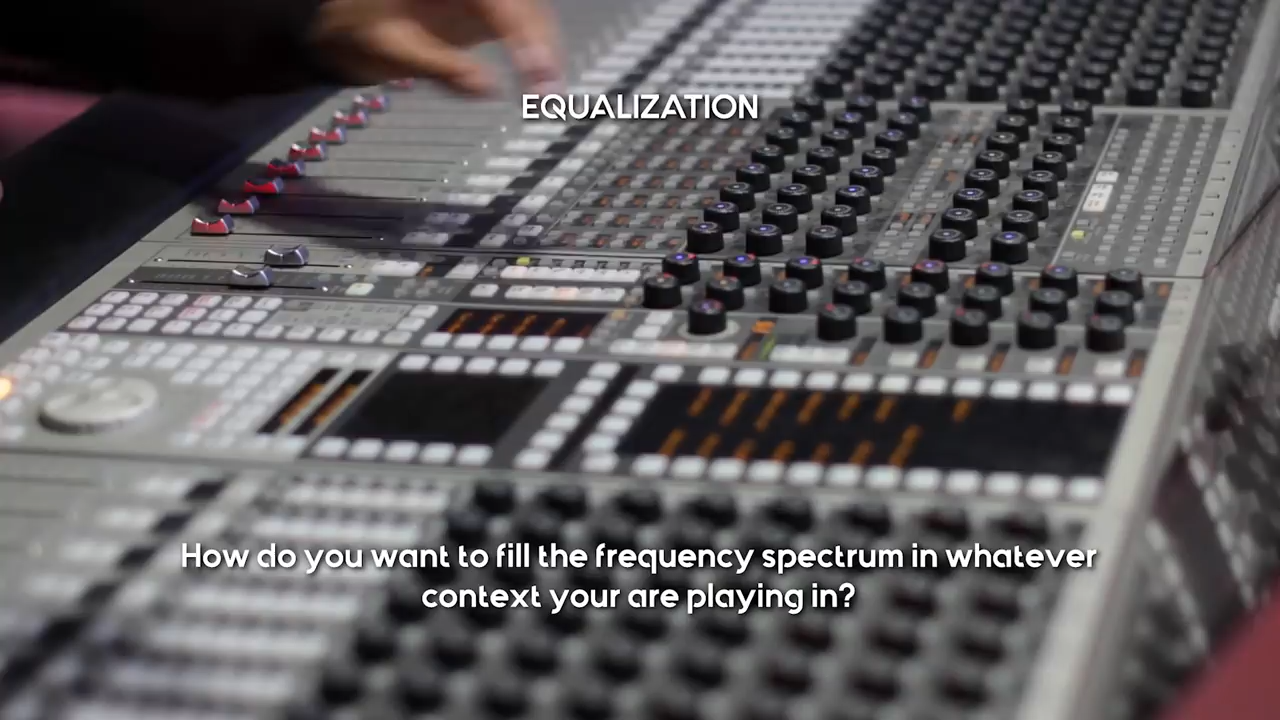 EQUALIZATION
How do you want to fill the frequency spectrum in whatever
context your are playing in?